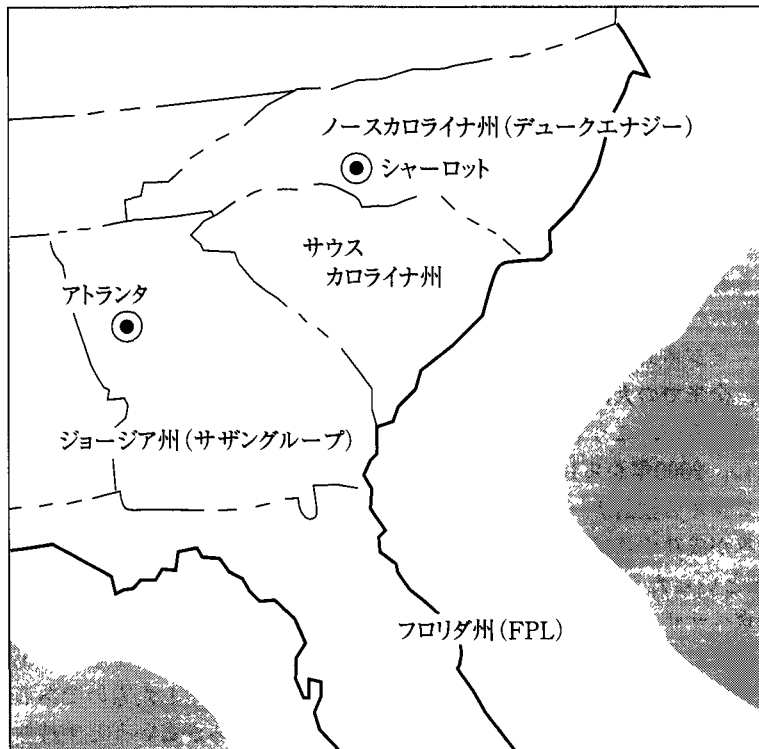 ノースカロライナ州（デュークエナジー）
シャーロット
サウス
カロライナ州
アトランタ
ジョージア州（サザングループ）
フロリダ州（FPL）